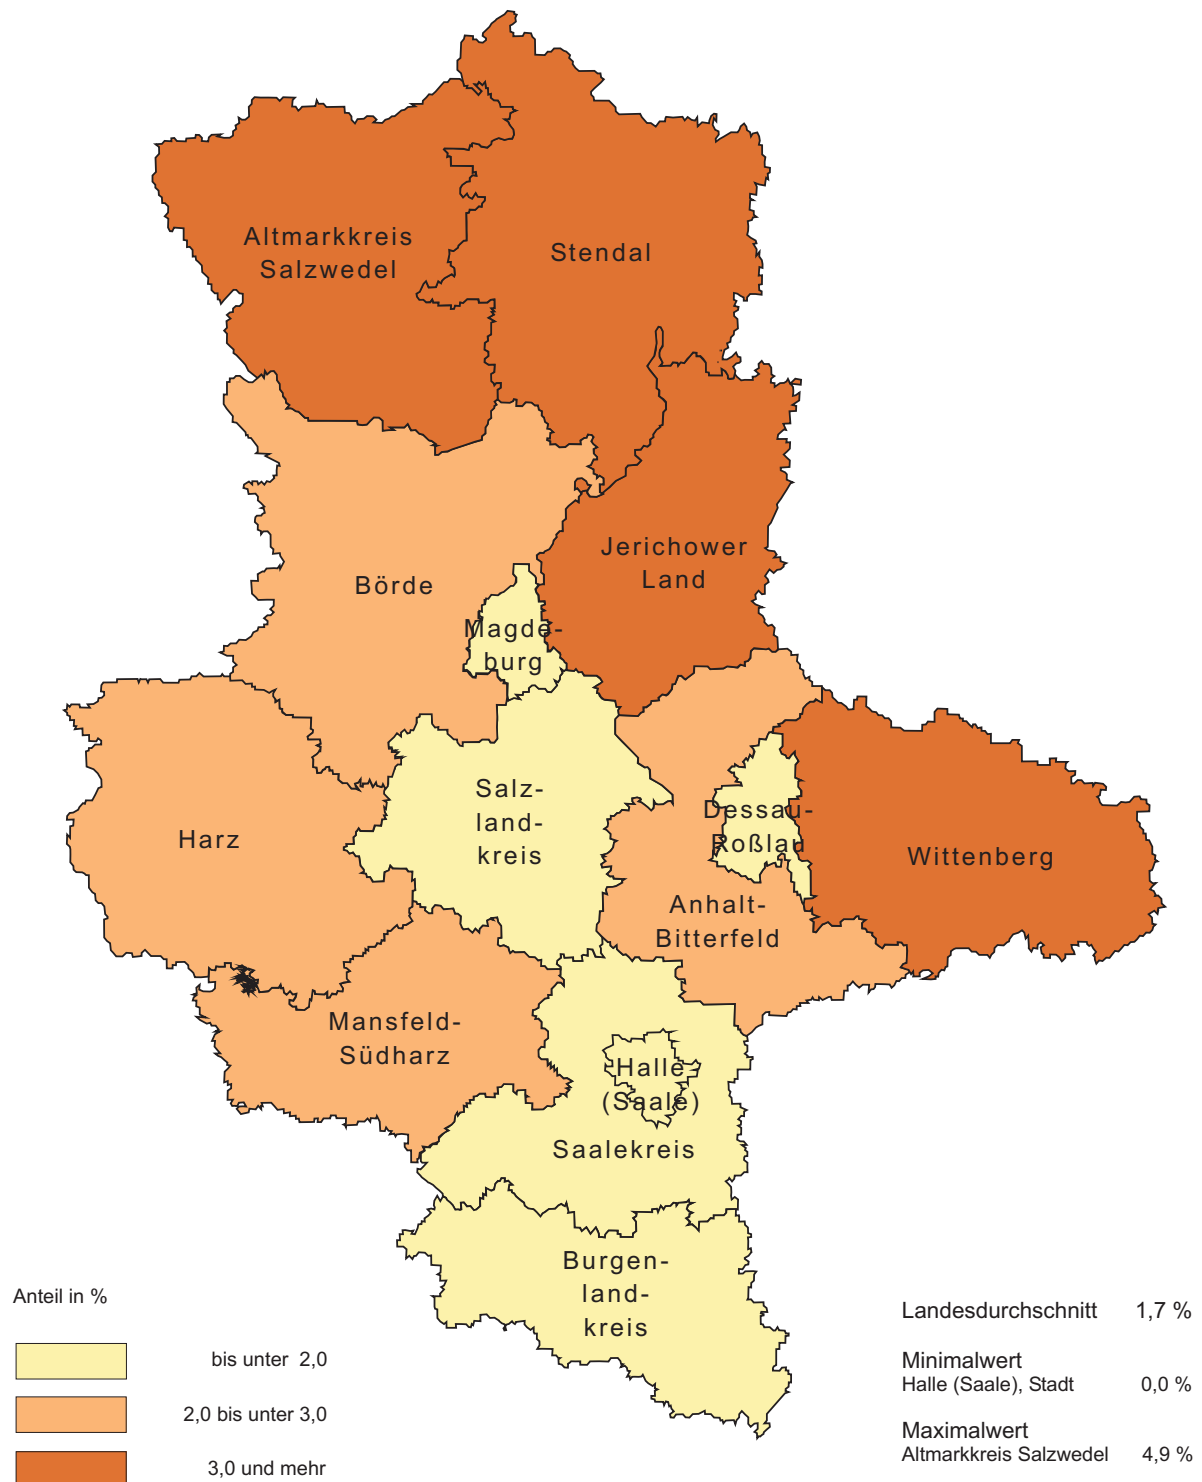 Altmarkkreis
Salzwedel
Stendal
Jerichower
Land
Börde
Magde-
burg
Salz-
land-
kreis
Harz
Dessau-
Roßlau
Wittenberg
Anhalt-
Bitterfeld
Mansfeld-
Südharz
Halle
(Saale)
Saalekreis
Burgen-
land-
kreis
Anteil in %
bis unter 2,0
2,0 bis unter 3,0
3,0 und mehr
Landesdurchschnitt 1,7 %
Minimalwert
Halle (Saale), Stadt 0,0 %
Maximalwert
Altmarkkreis Salzwedel 4,9 %